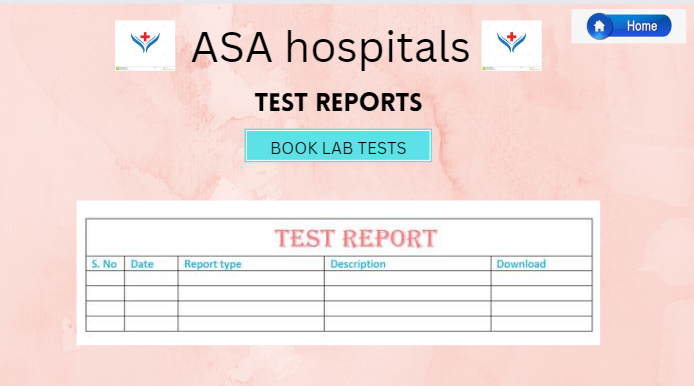 ASA hospitals
Home
TEST REPORTS
BOOK LAB TESTS
TEST REPORT
S. No Date Report type Description Download